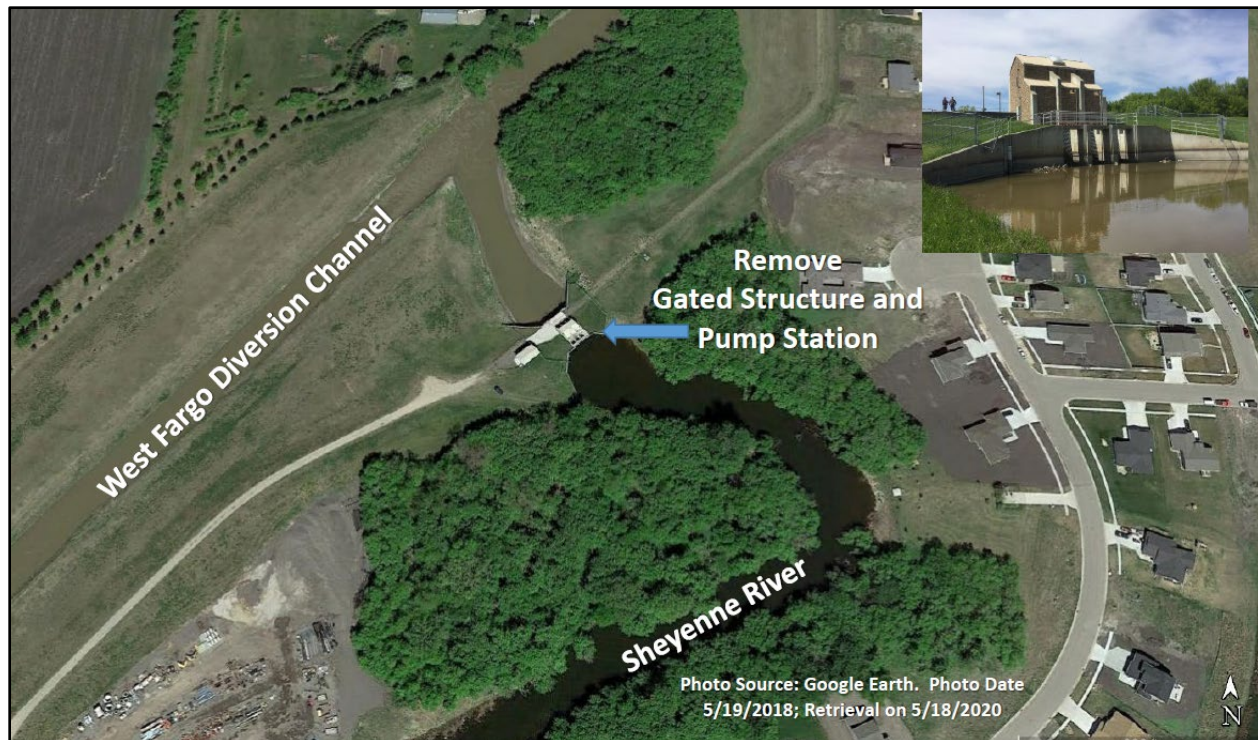 West Fargo Diversion Channel
Remove
Gated Structure and
Pump Station
Sheyenne River
Photo Source: Google Earth.  Photo Date
5/19/2018; Retrieval on 5/18/2020
N